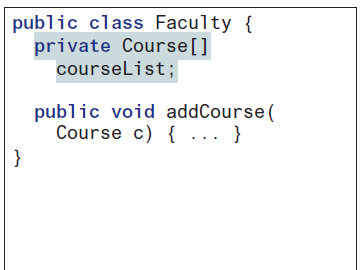 public class Faculty {
private Course[]
courseList;
public void addCourse(
Course c) { ... }
}